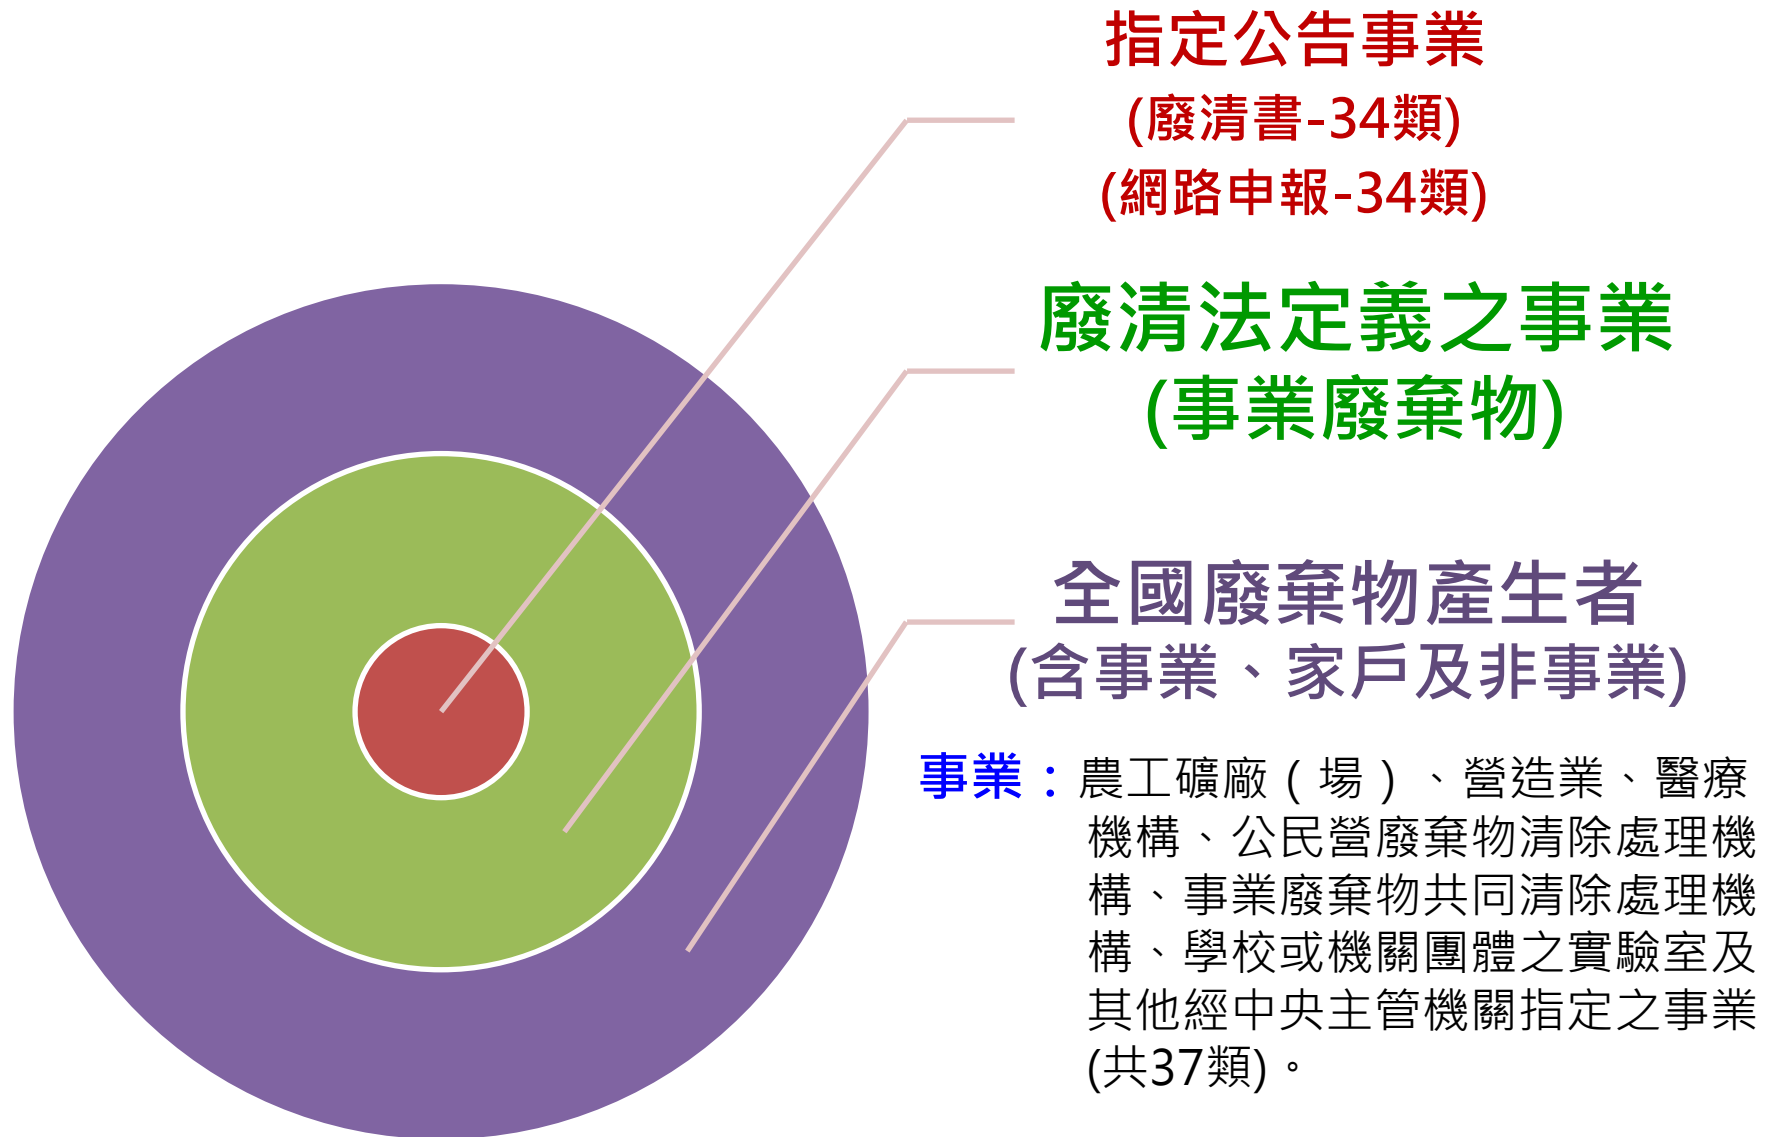 指定公告事業
(廢清書-34類)
(網路申報-34類)
廢清法定義之事業
(事業廢棄物)
全國廢棄物產生者
(含事業、家戶及非事業)
事業：農工礦廠（場）、營造業、醫療
機構、公民營廢棄物清除處理機
構、事業廢棄物共同清除處理機
構、學校或機關團體之實驗室及
其他經中央主管機關指定之事業
(共37類)。